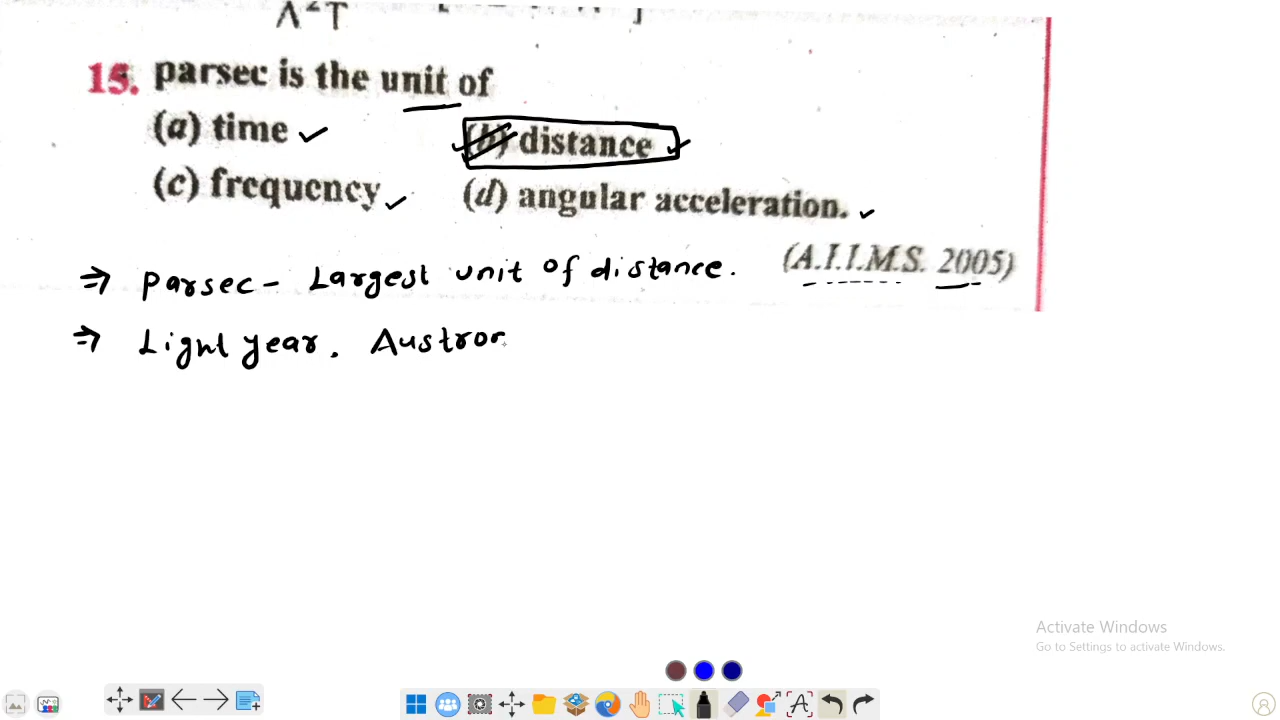 15. parsec is the unit of
(a) time (b) distance
(c) frequency (d) angular acceleration.
(A.I.I.M.S. 2005)
⇒ Parsec - Largest unit of distance.
⇒ Light year. Austron
Activate Windows
Go to Settings to activate Windows.